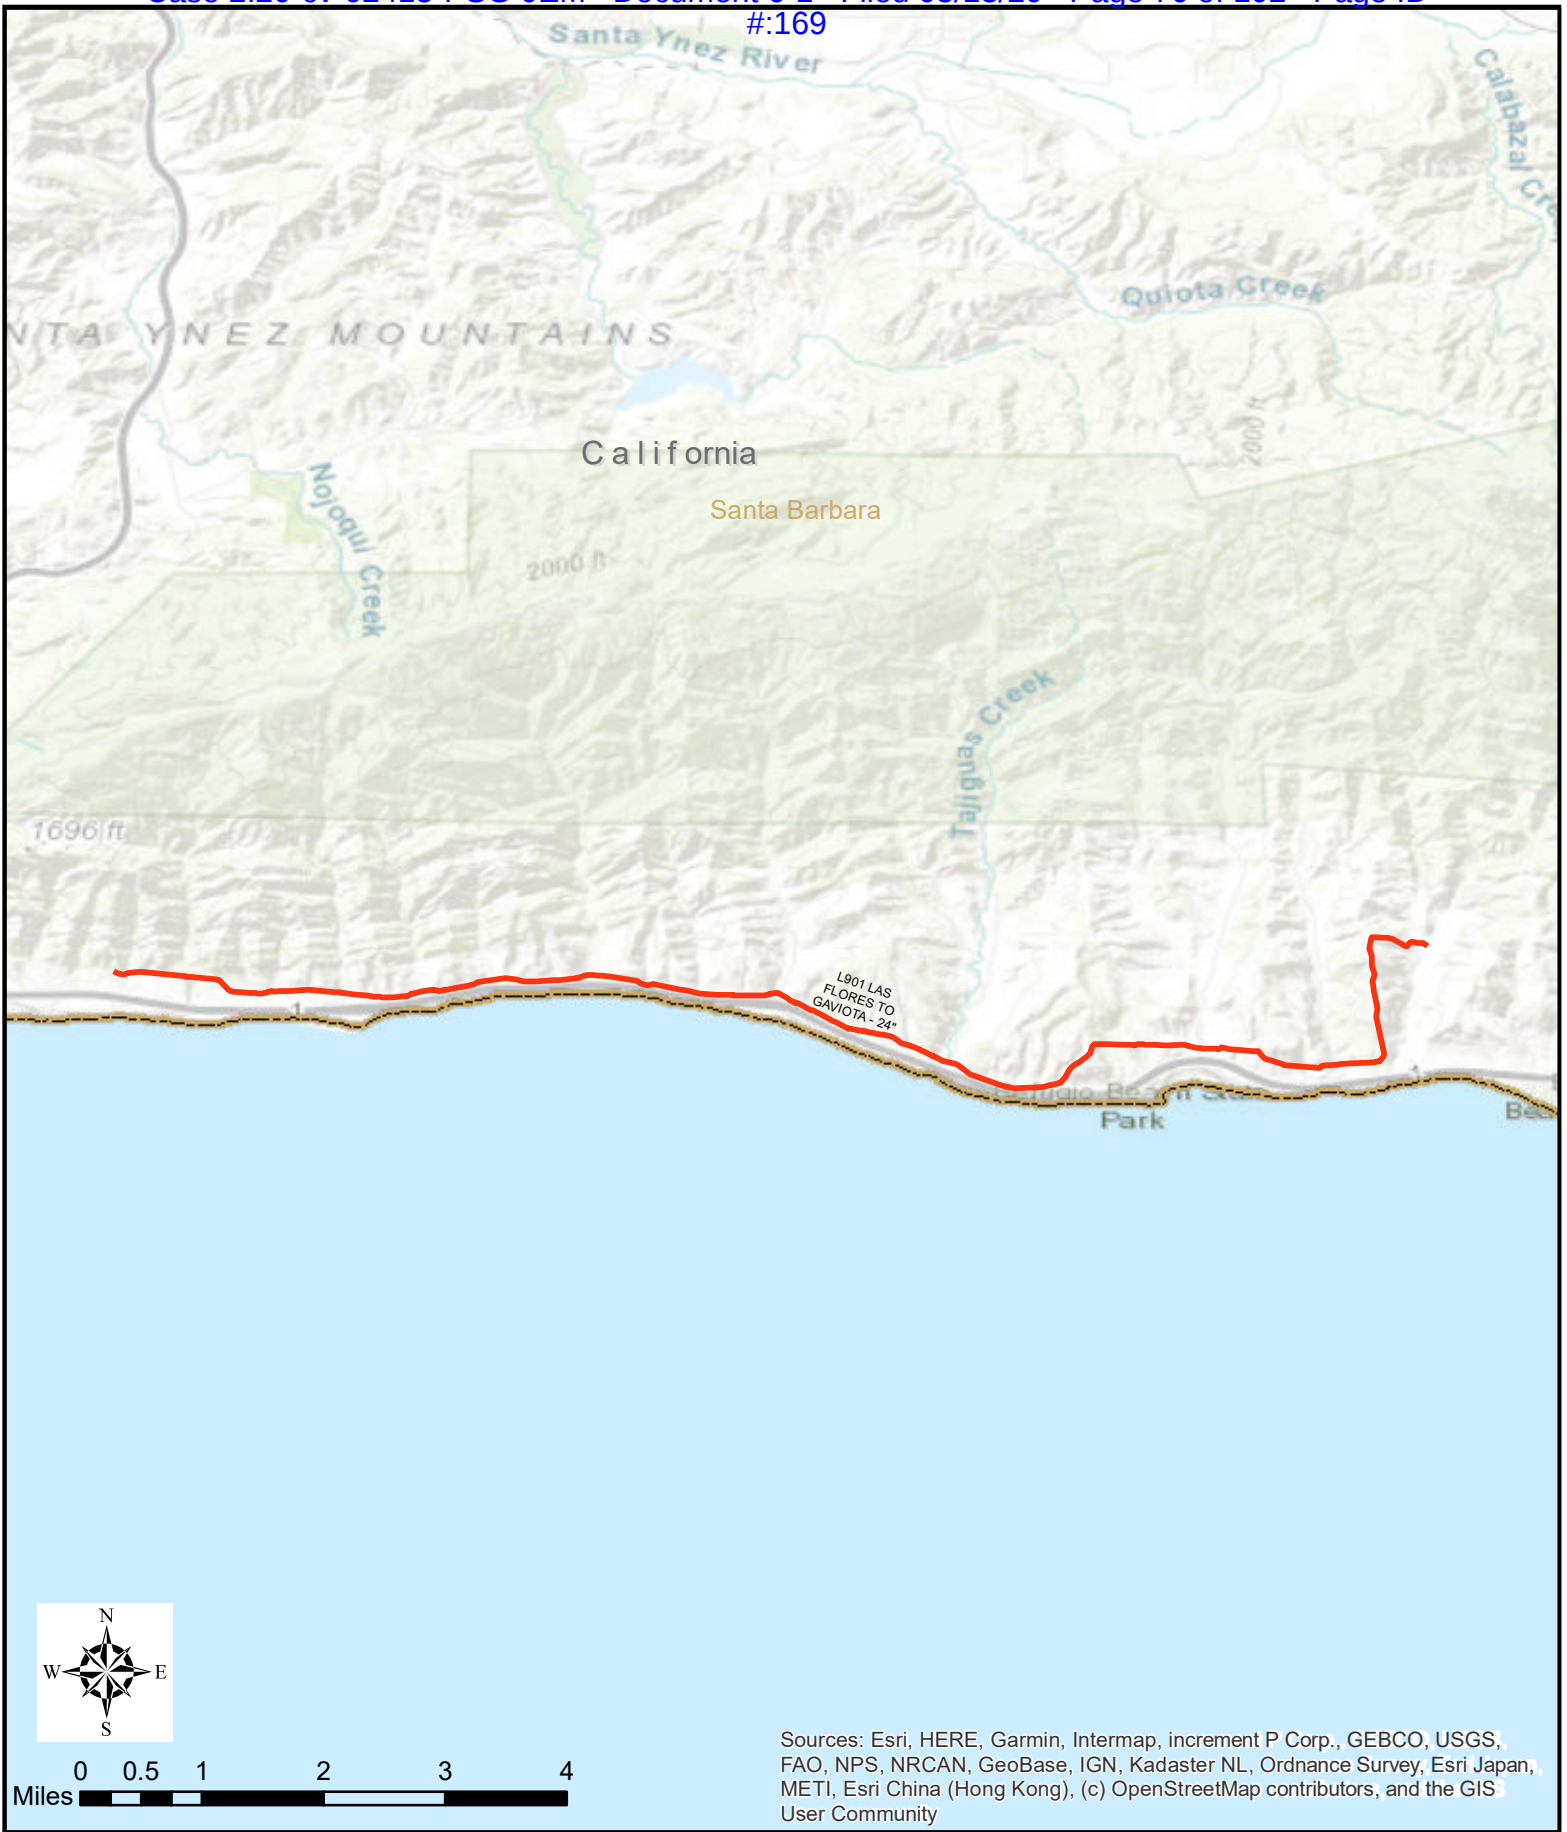 #:169
Santa Ynez River
Calabazal
Quiota Creek
NTA YNEZ MOUNTAINS
2000 ft
California
Nojoqui Creek
Santa Barbara
2000 ft
Tajiguas Creek
1696 ft
L901 LAS
FLORES TO
GAVIOTA - 24"
1
1
Park
N
W E
S
0 0.5 1 2 3 4
Miles
Sources: Esri, HERE, Garmin, Intermap, increment P Corp., GEBCO, USGS,
FAO, NPS, NRCAN, GeoBase, IGN, Kadaster NL, Ordnance Survey, Esri Japan,
METI, Esri China (Hong Kong), (c) OpenStreetMap contributors, and the GIS
User Community